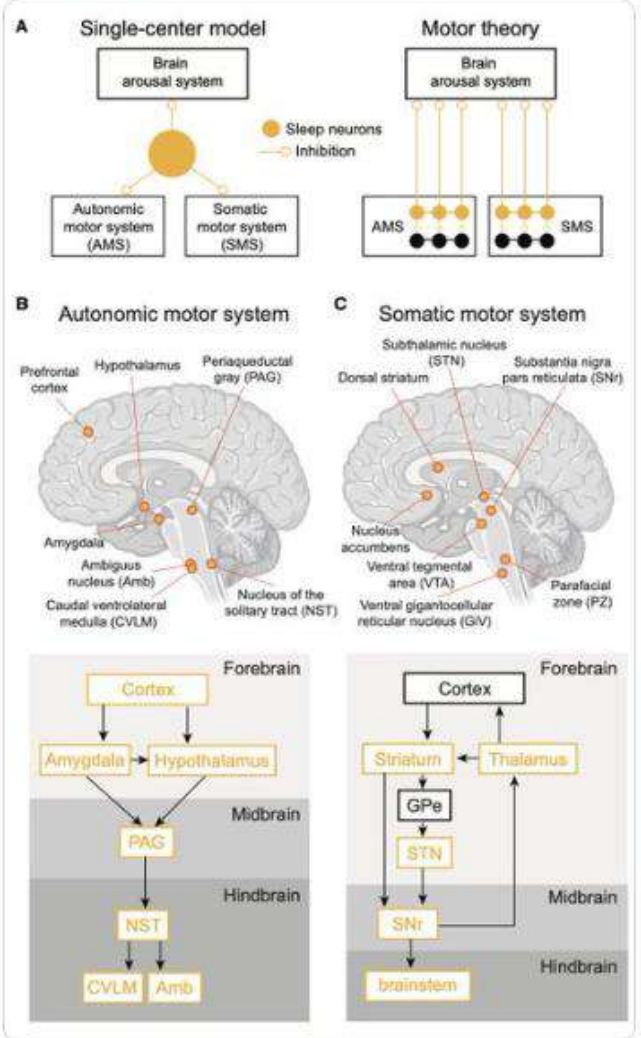 A
Single-center model
Motor theory
Brain
arousal system
Brain
arousal system
Sleep neurons
Inhibition
Autonomic
motor system
(AMS)
Somatic
motor system
(SMS)
AMS
SMS
B
Autonomic motor system
Prefrontal
cortex
Hypothalamus
Periaqueductal
gray (PAG)
Amygdala
Ambiguus
nucleus (Amb)
Caudal ventrolateral
medulla (CVLM)
Nucleus of the
solitary tract (NST)
C
Somatic motor system
Subthalamic nucleus
(STN)
Dorsal striatum
Substantia nigra
pars reticulata (SNr)
Nucleus
accumbens
Ventral tegmental
area (VTA)
Ventral gigantocellular
reticular nucleus (GiV)
Parafacial
zone (PZ)
Forebrain
Cortex
Amygdala
Hypothalamus
Midbrain
PAG
Hindbrain
NST
CVLM
Amb
Forebrain
Cortex
Striatum
Thalamus
GPe
STN
Midbrain
SNr
Hindbrain
brainstem